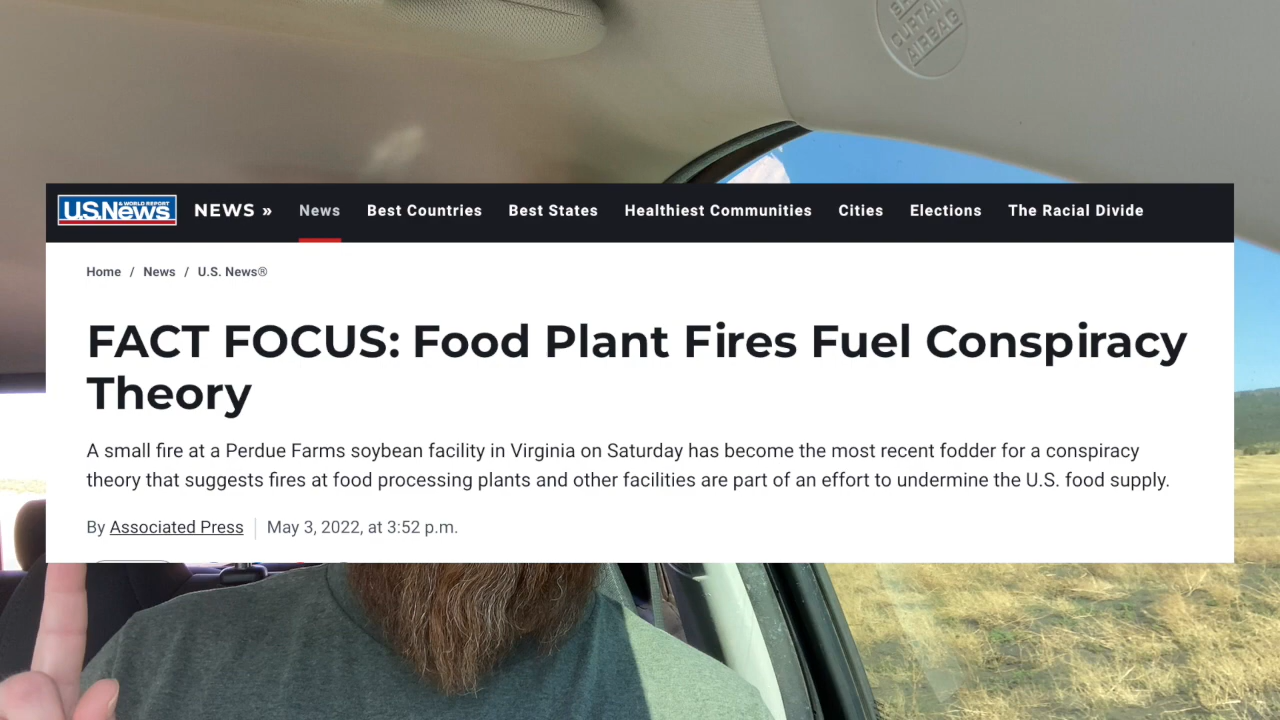 SRS
CURTAIN
AIRBAG
U.S.News & WORLD REPORT NEWS » News Best Countries Best States Healthiest Communities Cities Elections The Racial Divide
Home / News / U.S. News®
FACT FOCUS: Food Plant Fires Fuel Conspiracy
Theory
A small fire at a Perdue Farms soybean facility in Virginia on Saturday has become the most recent fodder for a conspiracy
theory that suggests fires at food processing plants and other facilities are part of an effort to undermine the U.S. food supply.
By Associated Press May 3, 2022, at 3:52 p.m.